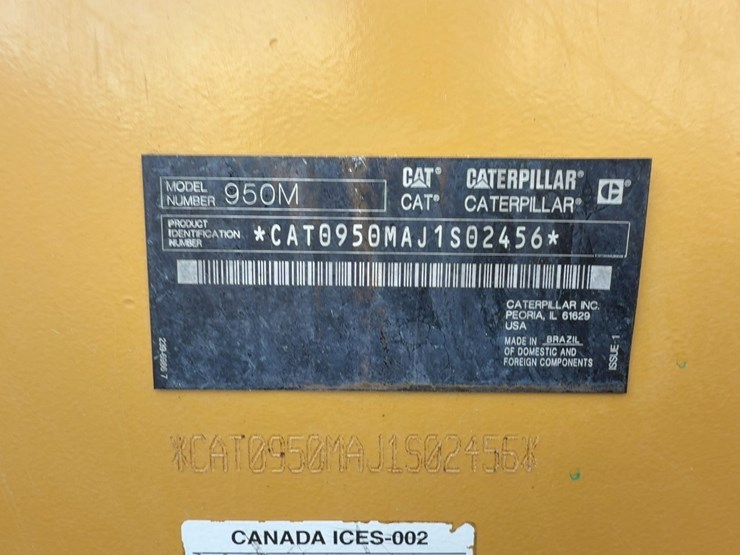 MODEL NUMBER 950M
CAT® CATERPILLAR®
CAT® CATERPILLAR®
PRODUCT IDENTIFICATION NUMBER *CAT0950MAJ1S02456*
CATERPILLAR INC.
PEORIA, IL 61629
USA
MADE IN BRAZIL
OF DOMESTIC AND
FOREIGN COMPONENTS
ISSUE: 1
*CAT0950MAJ1S02456*
CANADA ICES-002